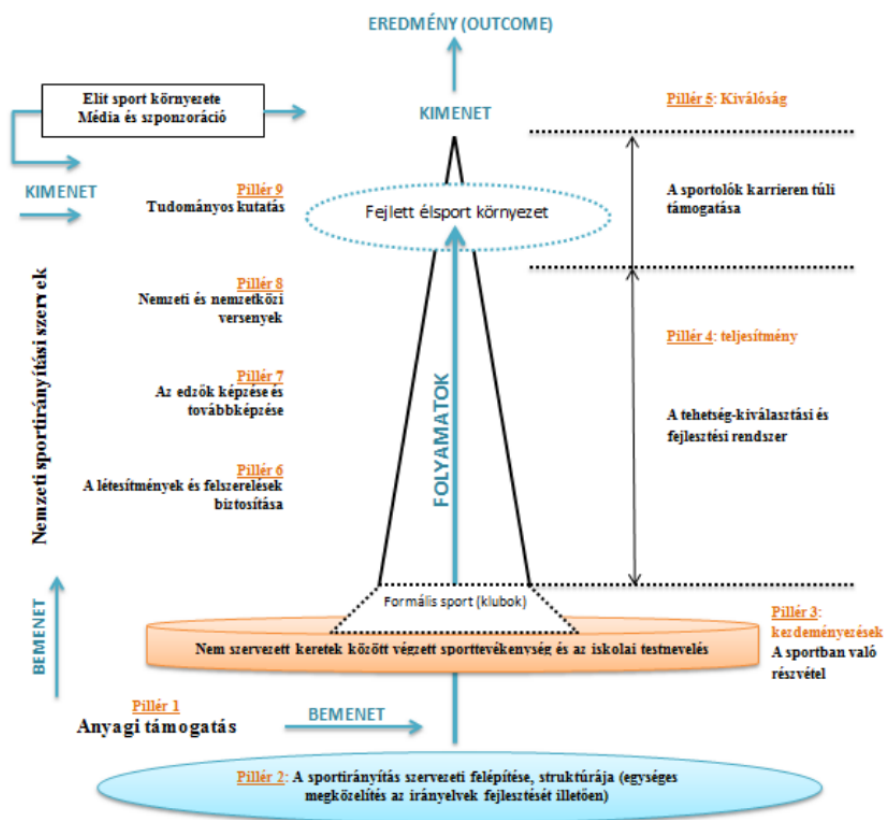 EREDMÉNY (OUTCOME)
Elit sport környezete
Média és szponzoráció
KIMENET
Pillér 5: Kiválóság
KIMENET
Pillér 9
Tudományos kutatás
Fejlett élsport környezet
A sportolók karrieren túli
támogatása
Nemzeti sportirányítási szervek
Pillér 8
Nemzeti és nemzetközi
versenyek
Pillér 4: teljesítmény
Pillér 7
Az edzők képzése és
továbbképzése
FOLYAMATOK
A tehetség-kiválasztási és
fejlesztési rendszer
Pillér 6
A létesítmények és felszerelések
biztosítása
Formális sport (klubok)
Pillér 3:
kezdeményezések
A sportban való
részvétel
Nem szervezett keretek között végzett sporttevékenység és az iskolai testnevelés
BEMENET
Pillér 1
Anyagi támogatás
BEMENET
Pillér 2: A sportirányítás szervezeti felépítése, struktúrája (egységes
megközelítés az irányelvek fejlesztését illetően)